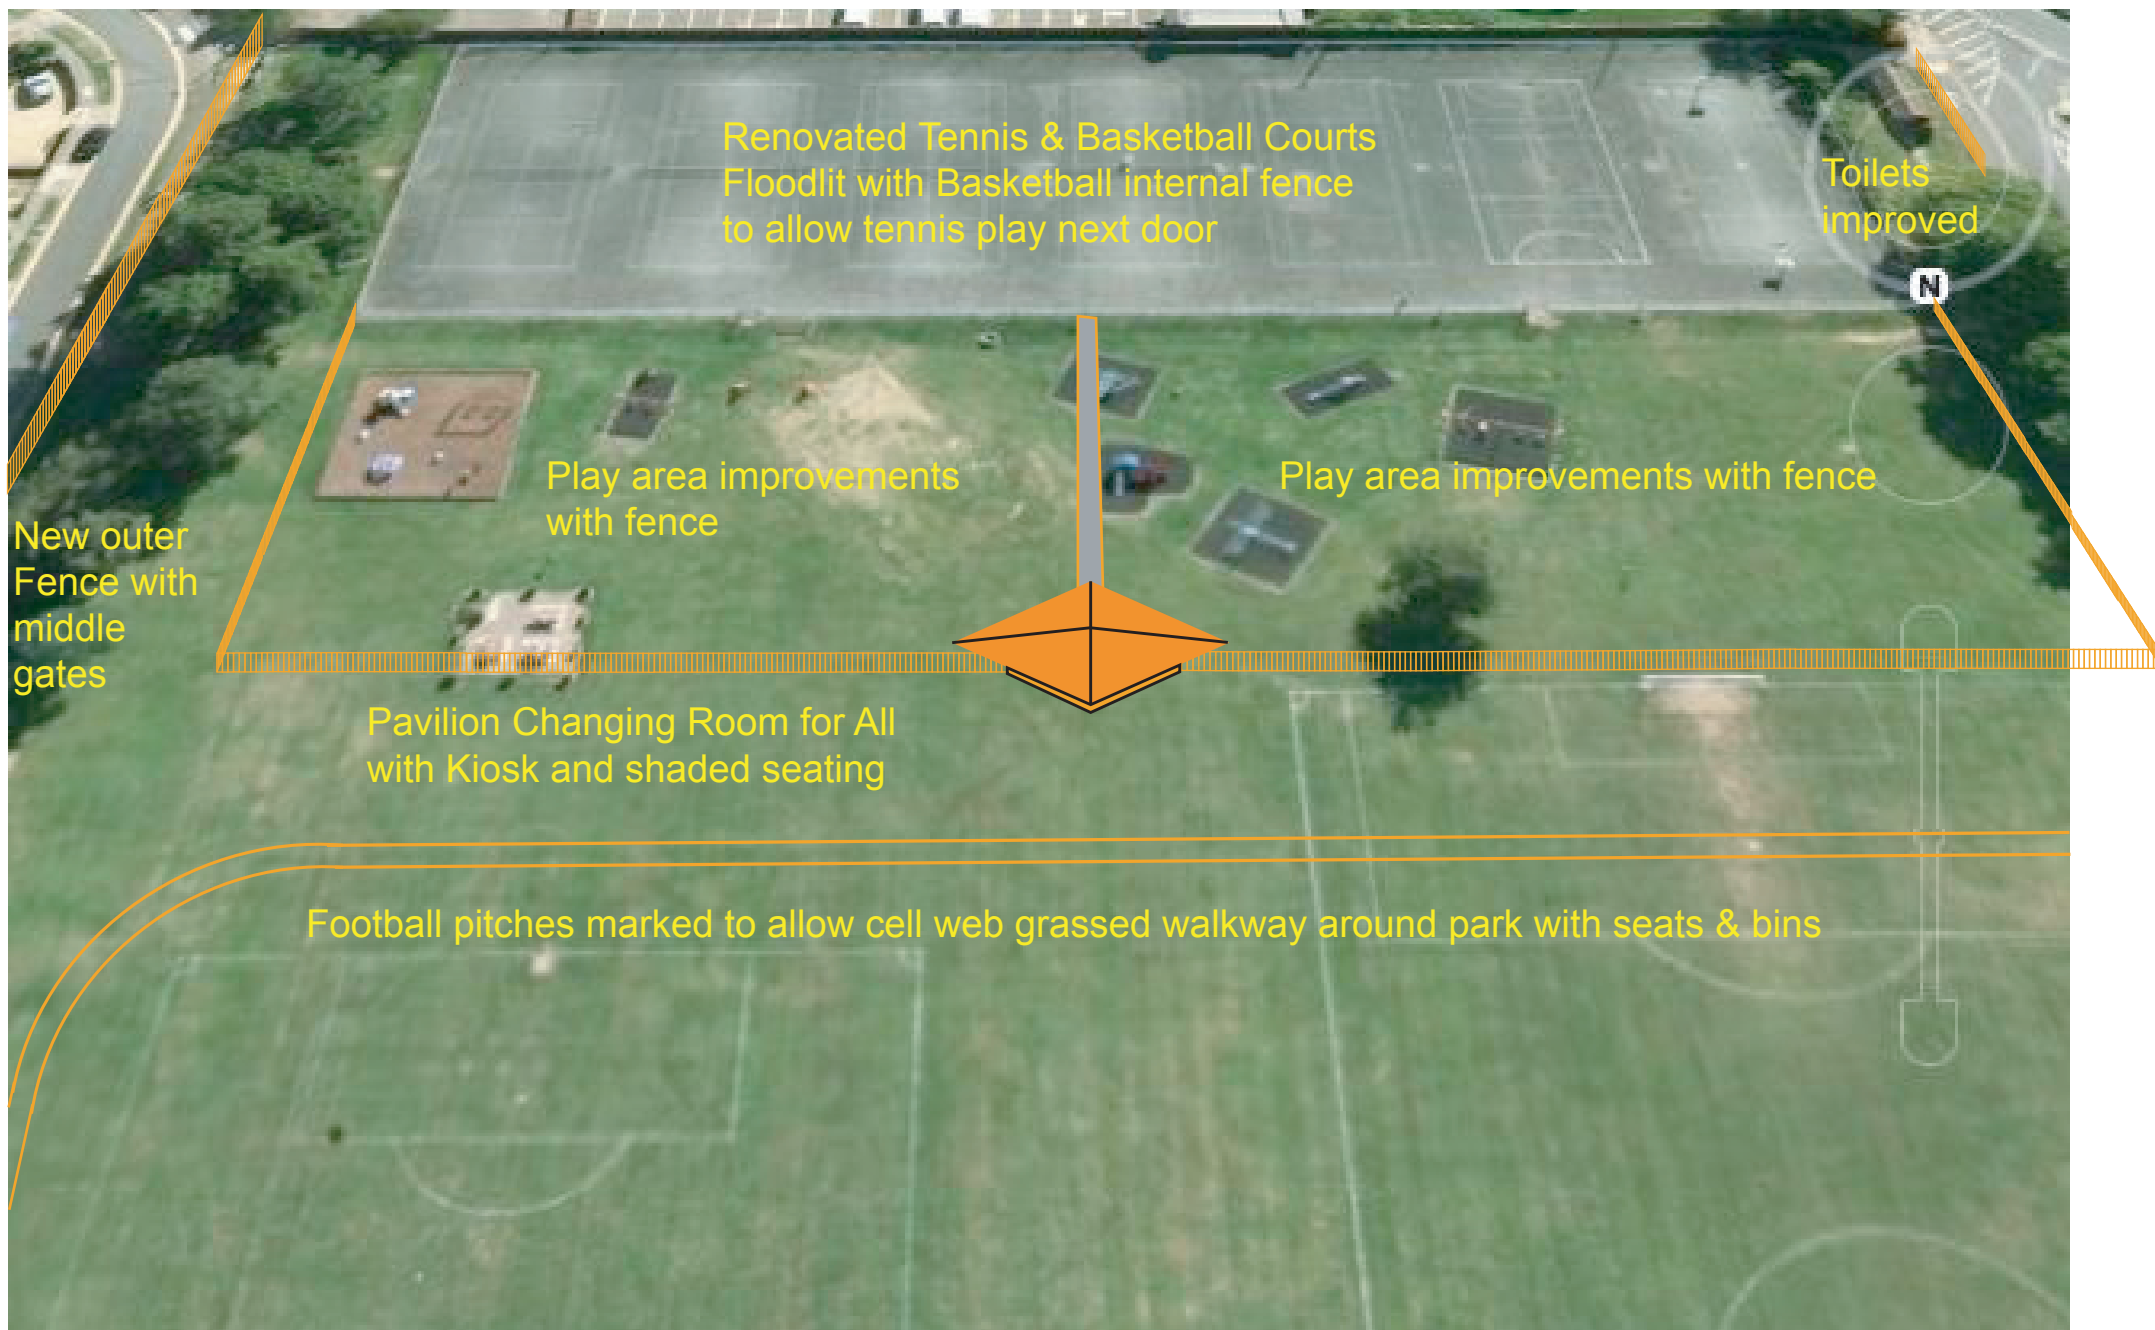 Renovated Tennis & Basketball Courts
Floodlit with Basketball internal fence
to allow tennis play next door
Toilets
improved
N
Play area improvements
with fence
Play area improvements with fence
New outer
Fence with
middle
gates
Pavilion Changing Room for All
with Kiosk and shaded seating
Football pitches marked to allow cell web grassed walkway around park with seats & bins